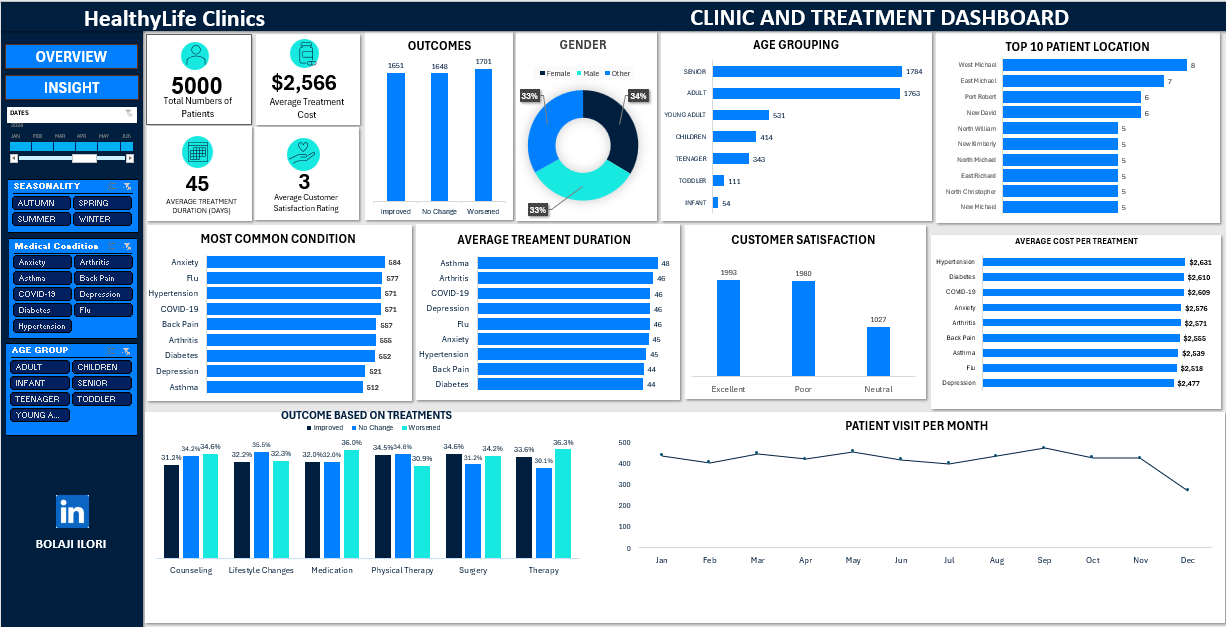 HealthyLife Clinics
CLINIC AND TREATMENT DASHBOARD
OVERVIEW
INSIGHT
DATES
2024
JAN FEB MAR APR MAY JUN
SEASONALITY
AUTUMN SPRING
SUMMER WINTER
Medical Condition
Anxiety Arthritis
Asthma Back Pain
COVID-19 Depression
Diabetes Flu
Hypertension
AGE GROUP
ADULT CHILDREN
INFANT SENIOR
TEENAGER TODDLER
YOUNG A...
in
BOLAJI ILORI
5000
Total Numbers of
Patients
$2,566
Average Treatment
Cost
45
AVERAGE TREATMENT
DURATION (DAYS)
3
Average Customer
Satisfaction Rating
OUTCOMES
1651 1648 1701
Improved No Change Worsened
GENDER
Female Male Other
33% 34%
33%
AGE GROUPING
SENIOR 1784
ADULT 1763
YOUNG ADULT 531
CHILDREN 414
TEENAGER 343
TODDLER 111
INFANT 54
TOP 10 PATIENT LOCATION
West Michael 8
East Michael 7
Port Robert 6
New David 6
North William 5
New Kimberly 5
North Michael 5
East Richard 5
North Christopher 5
New Michael 5
MOST COMMON CONDITION
Anxiety 584
Flu 577
Hypertension 571
COVID-19 571
Back Pain 557
Arthritis 555
Diabetes 552
Depression 521
Asthma 512
AVERAGE TREAMENT DURATION
Asthma 48
Arthritis 46
COVID-19 46
Depression 46
Flu 46
Anxiety 45
Hypertension 45
Back Pain 44
Diabetes 44
CUSTOMER SATISFACTION
1993 1980 1027
Excellent Poor Neutral
AVERAGE COST PER TREATMENT
Hypertension $2,631
Diabetes $2,610
COVID-19 $2,609
Anxiety $2,576
Arthritis $2,571
Back Pain $2,555
Asthma $2,539
Flu $2,518
Depression $2,477
OUTCOME BASED ON TREATMENTS
Improved No Change Worsened
31.2% 34.2% 34.6% 32.2% 35.5% 32.3% 32.0% 32.0% 36.0% 34.5% 34.6% 30.9% 34.6% 31.2% 34.2% 33.6% 30.1% 36.3%
Counseling Lifestyle Changes Medication Physical Therapy Surgery Therapy
PATIENT VISIT PER MONTH
500
400
300
200
100
0
Jan Feb Mar Apr May Jun Jul Aug Sep Oct Nov Dec